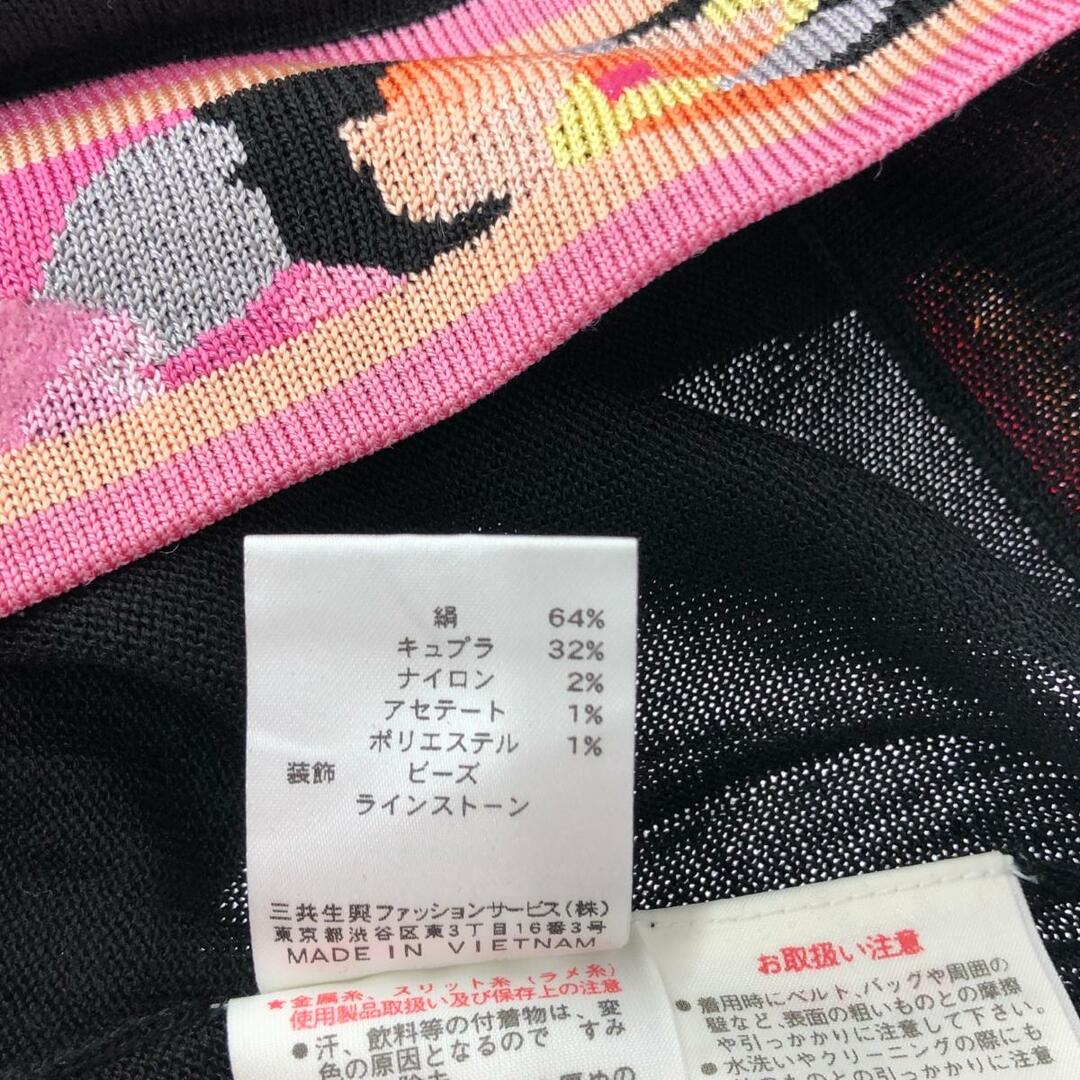 絹 64%
キュプラ 32%
ナイロン 2%
アセテート 1%
ポリエステル 1%
装飾 ビーズ
ラインストーン
三共生興ファッションサービス(株)
東京都渋谷区東3丁目16番3号
MADE IN VIETNAM
★金属糸、スリット糸(ラメ糸)
使用製品取扱い及び保存上の注意
●汗、飲料等の付着物は、変
色の原因となるので すみ
お取扱い注意
●着用時にベルト、バッグや周囲の
壁など、表面の粗いものとの摩擦
や引っかかりに注意して下さい。
●水洗いやクリーニングの際にも